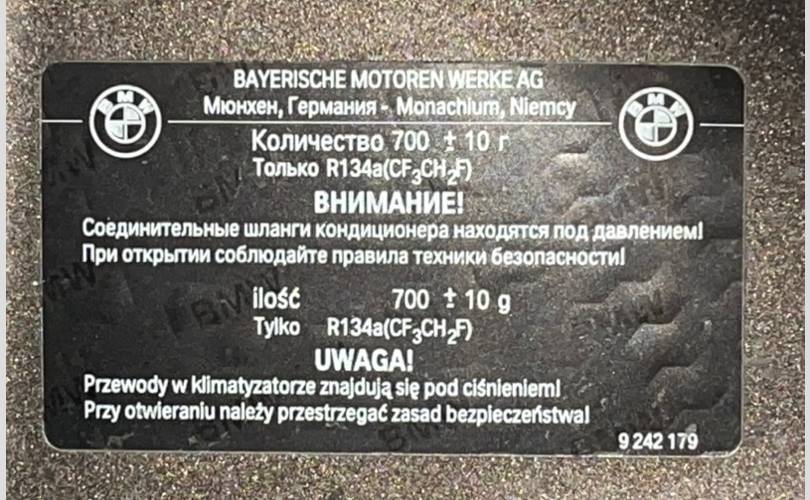 BAYERISCHE MOTOREN WERKE AG
Мюнхен, Германия - Monachium, Niemcy
BMW
BMW
Количество 700 ± 10 г
Только R134a(CF₃CH₂F)
ВНИМАНИЕ!
Соединительные шланги кондиционера находятся под давлением!
При открытии соблюдайте правила техники безопасности!
ilość 700 ± 10 g
Tylko R134a(CF₃CH₂F)
UWAGA!
Przewody w klimatyzatorze znajdują się pod ciśnieniem!
Przy otwieraniu należy przestrzegać zasad bezpieczeństwa!
9 242 179